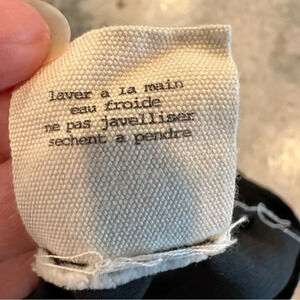 laver a la main
eau froide
ne pas javelliser
sechent a pendre